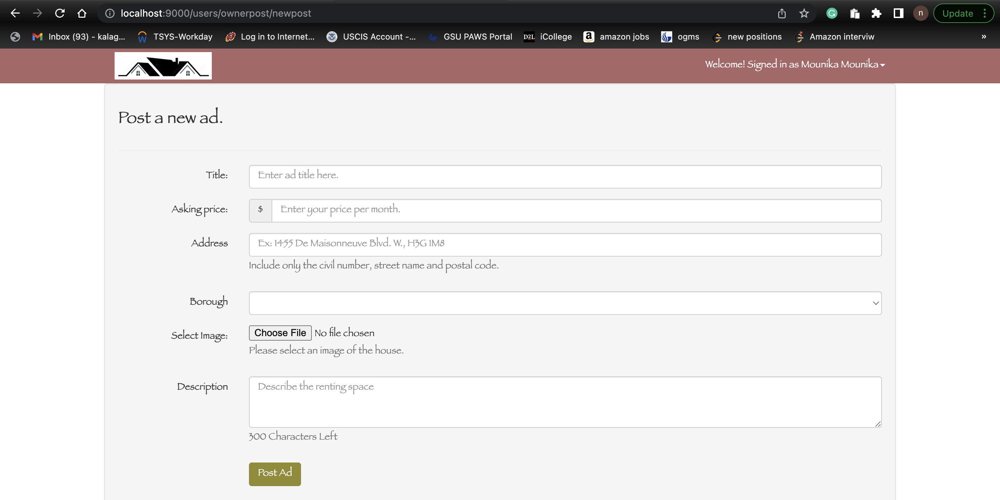 localhost:9000/users/ownerpost/newpost
n
Update
Inbox (93) - kalag...
TSYS-Workday
Log in to Internet...
USCIS Account -...
GSU PAWS Portal
D2L iCollege
amazon jobs
ogms
new positions
Amazon interviw
»
Welcome! Signed in as Mounika Mounika
Post a new ad.
Title: Enter ad title here.
Asking price: $ Enter your price per month.
Address Ex: 1455 De Maisonneuve Blvd. W., H3G 1M8
Include only the civil number, street name and postal code.
Borough
Select Image: Choose File No file chosen
Please select an image of the house.
Description Describe the renting space
300 Characters Left
Post Ad